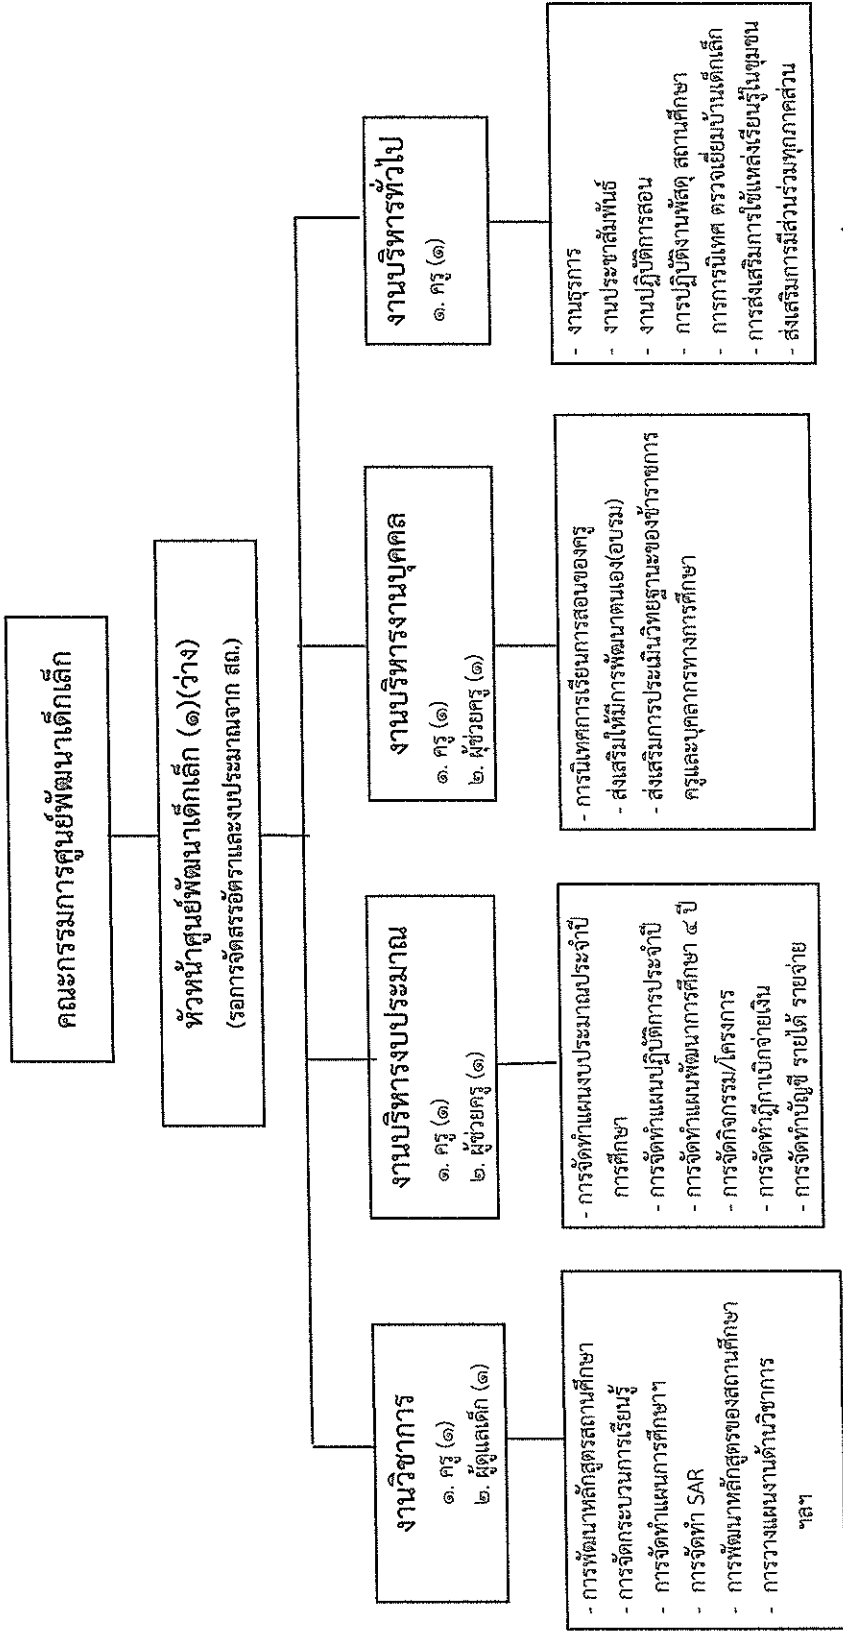 คณะกรรมการศูนย์พัฒนาเด็กเล็ก
หัวหน้าศูนย์พัฒนาเด็กเล็ก (๑)(ว่าง)
(รอการจัดสรรอัตราและงบประมาณจาก สถ.)
งานวิชาการ
๑. ครู (๑)
๒. ผู้ดูแลเด็ก (๑)
- การพัฒนาหลักสูตรสถานศึกษา
- การจัดกระบวนการเรียนรู้
- การจัดทำแผนการศึกษาฯ
- การจัดทำ SAR
- การพัฒนาหลักสูตรของสถานศึกษา
- การวางแผนงานด้านวิชาการ
ฯลฯ
งานบริหารงบประมาณ
๑. ครู (๑)
๒. ผู้ช่วยครู (๑)
- การจัดทำแผนงบประมาณประจำปี
การศึกษา
- การจัดทำแผนปฏิบัติการประจำปี
- การจัดทำแผนพัฒนาการศึกษา ๔ ปี
- การจัดกิจกรรม/โครงการ
- การจัดทำฎีกาเบิกจ่ายเงิน
- การจัดทำบัญชี รายได้ รายจ่าย
งานบริหารงานบุคคล
๑. ครู (๑)
๒. ผู้ช่วยครู (๑)
- การนิเทศการเรียนการสอนของครู
- ส่งเสริมให้มีการพัฒนาตนเอง(อบรม)
- ส่งเสริมการประเมินวิทยฐานะของข้าราชการ
ครูและบุคลากรทางการศึกษา
งานบริหารทั่วไป
๑. ครู (๑)
- งานธุรการ
- งานประชาสัมพันธ์
- งานปฏิบัติการสอน
- การปฏิบัติงานพัสดุ สถานศึกษา
- การการนิเทศ ตรวจเยี่ยมบ้านเด็กเล็ก
- การส่งเสริมการใช้แหล่งเรียนรู้ในชุมชน
- ส่งเสริมการมีส่วนร่วมทุกภาคส่วน